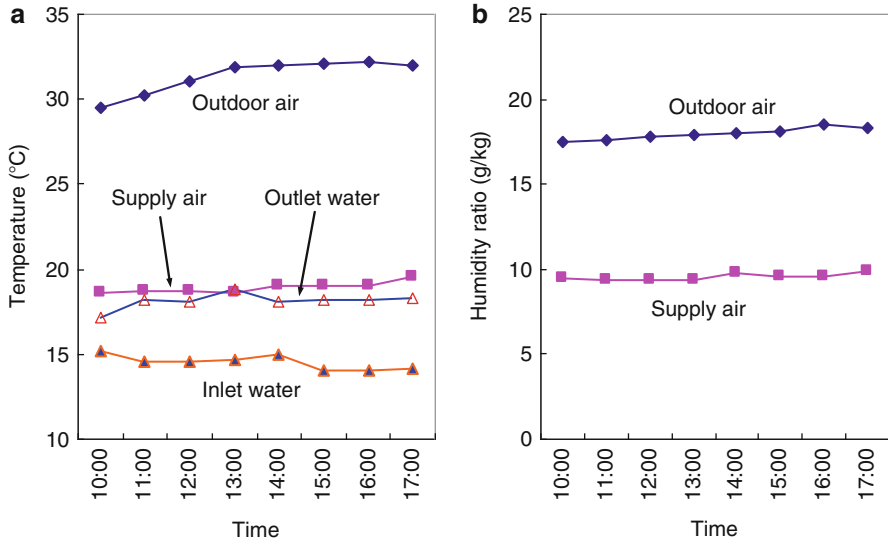 a
35
30
25
20
15
10
Temperature (°C)
Outdoor air
Supply air
Outlet water
Inlet water
10:00
11:00
12:00
13:00
14:00
15:00
16:00
17:00
Time
b
25
20
15
10
5
0
Humidity ratio (g/kg)
Outdoor air
Supply air
10:00
11:00
12:00
13:00
14:00
15:00
16:00
17:00
Time